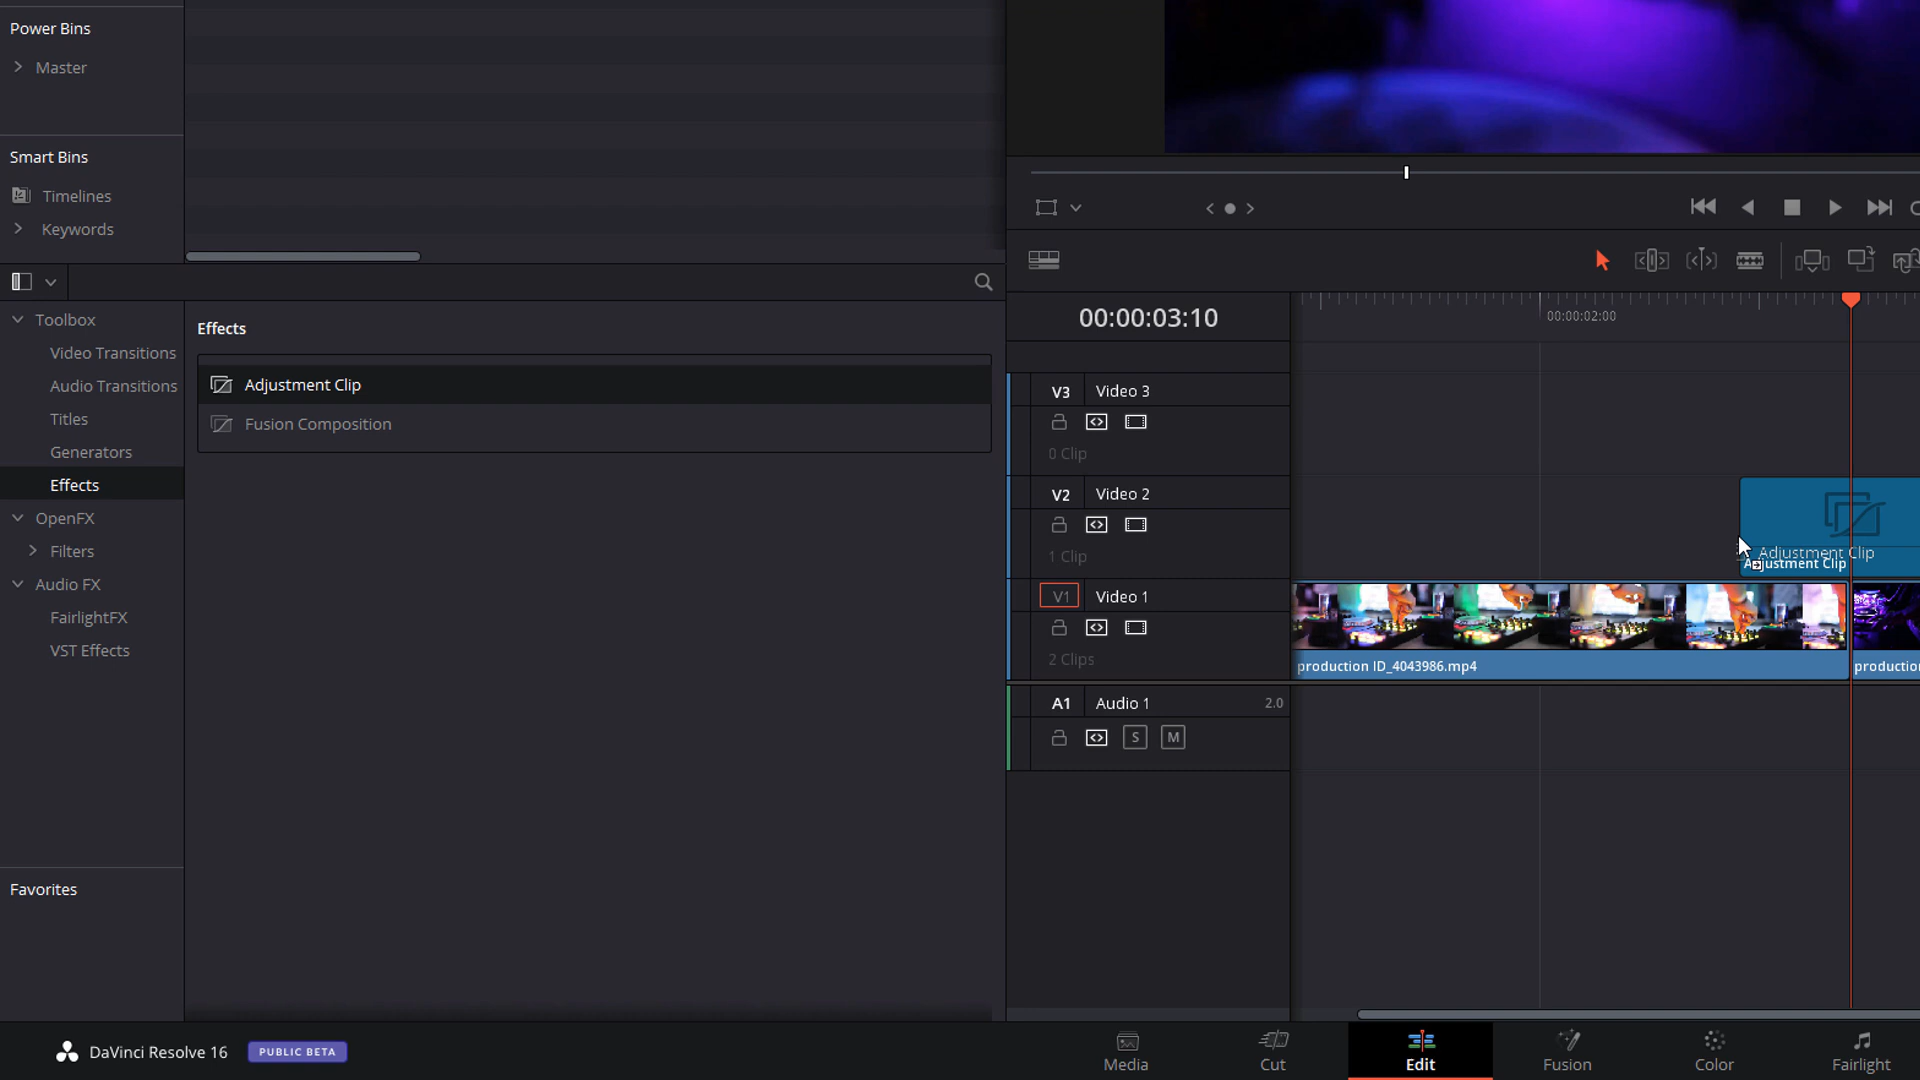 Power Bins
Master
Smart Bins
Timelines
Keywords
Toolbox
Video Transitions
Audio Transitions
Titles
Generators
Effects
OpenFX
Filters
Audio FX
FairlightFX
VST Effects
Favorites
Effects
Adjustment Clip
Fusion Composition
00:00:03:10
00:00:02:00
V3 Video 3
0 Clip
V2 Video 2
1 Clip
Adjustment Clip
Adjustment Clip
V1 Video 1
2 Clips
production ID_4043986.mp4
productio
A1 Audio 1 2.0
S M
DaVinci Resolve 16 PUBLIC BETA
Media
Cut
Edit
Fusion
Color
Fairlight